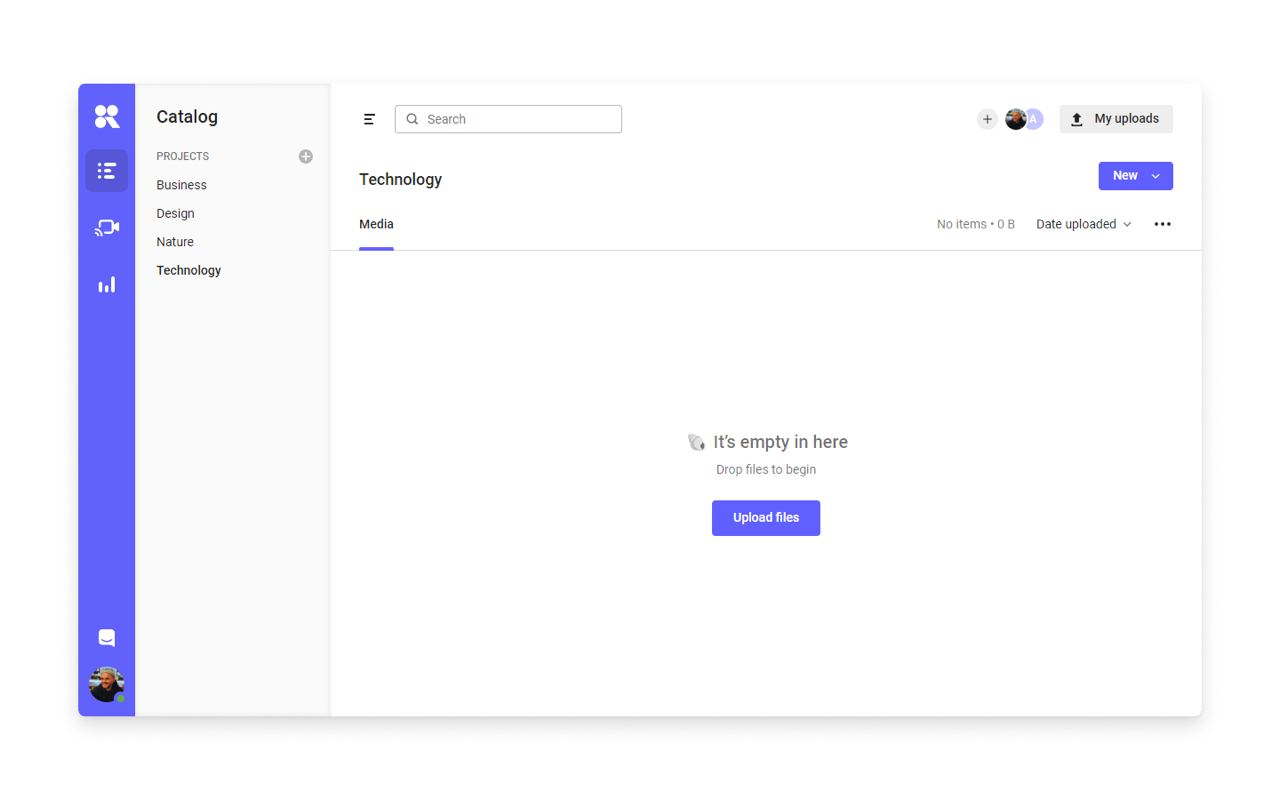 Catalog
PROJECTS
Business
Design
Nature
Technology
Search
A
My uploads
Technology
New
Media
No items • 0 B
Date uploaded
It's empty in here
Drop files to begin
Upload files